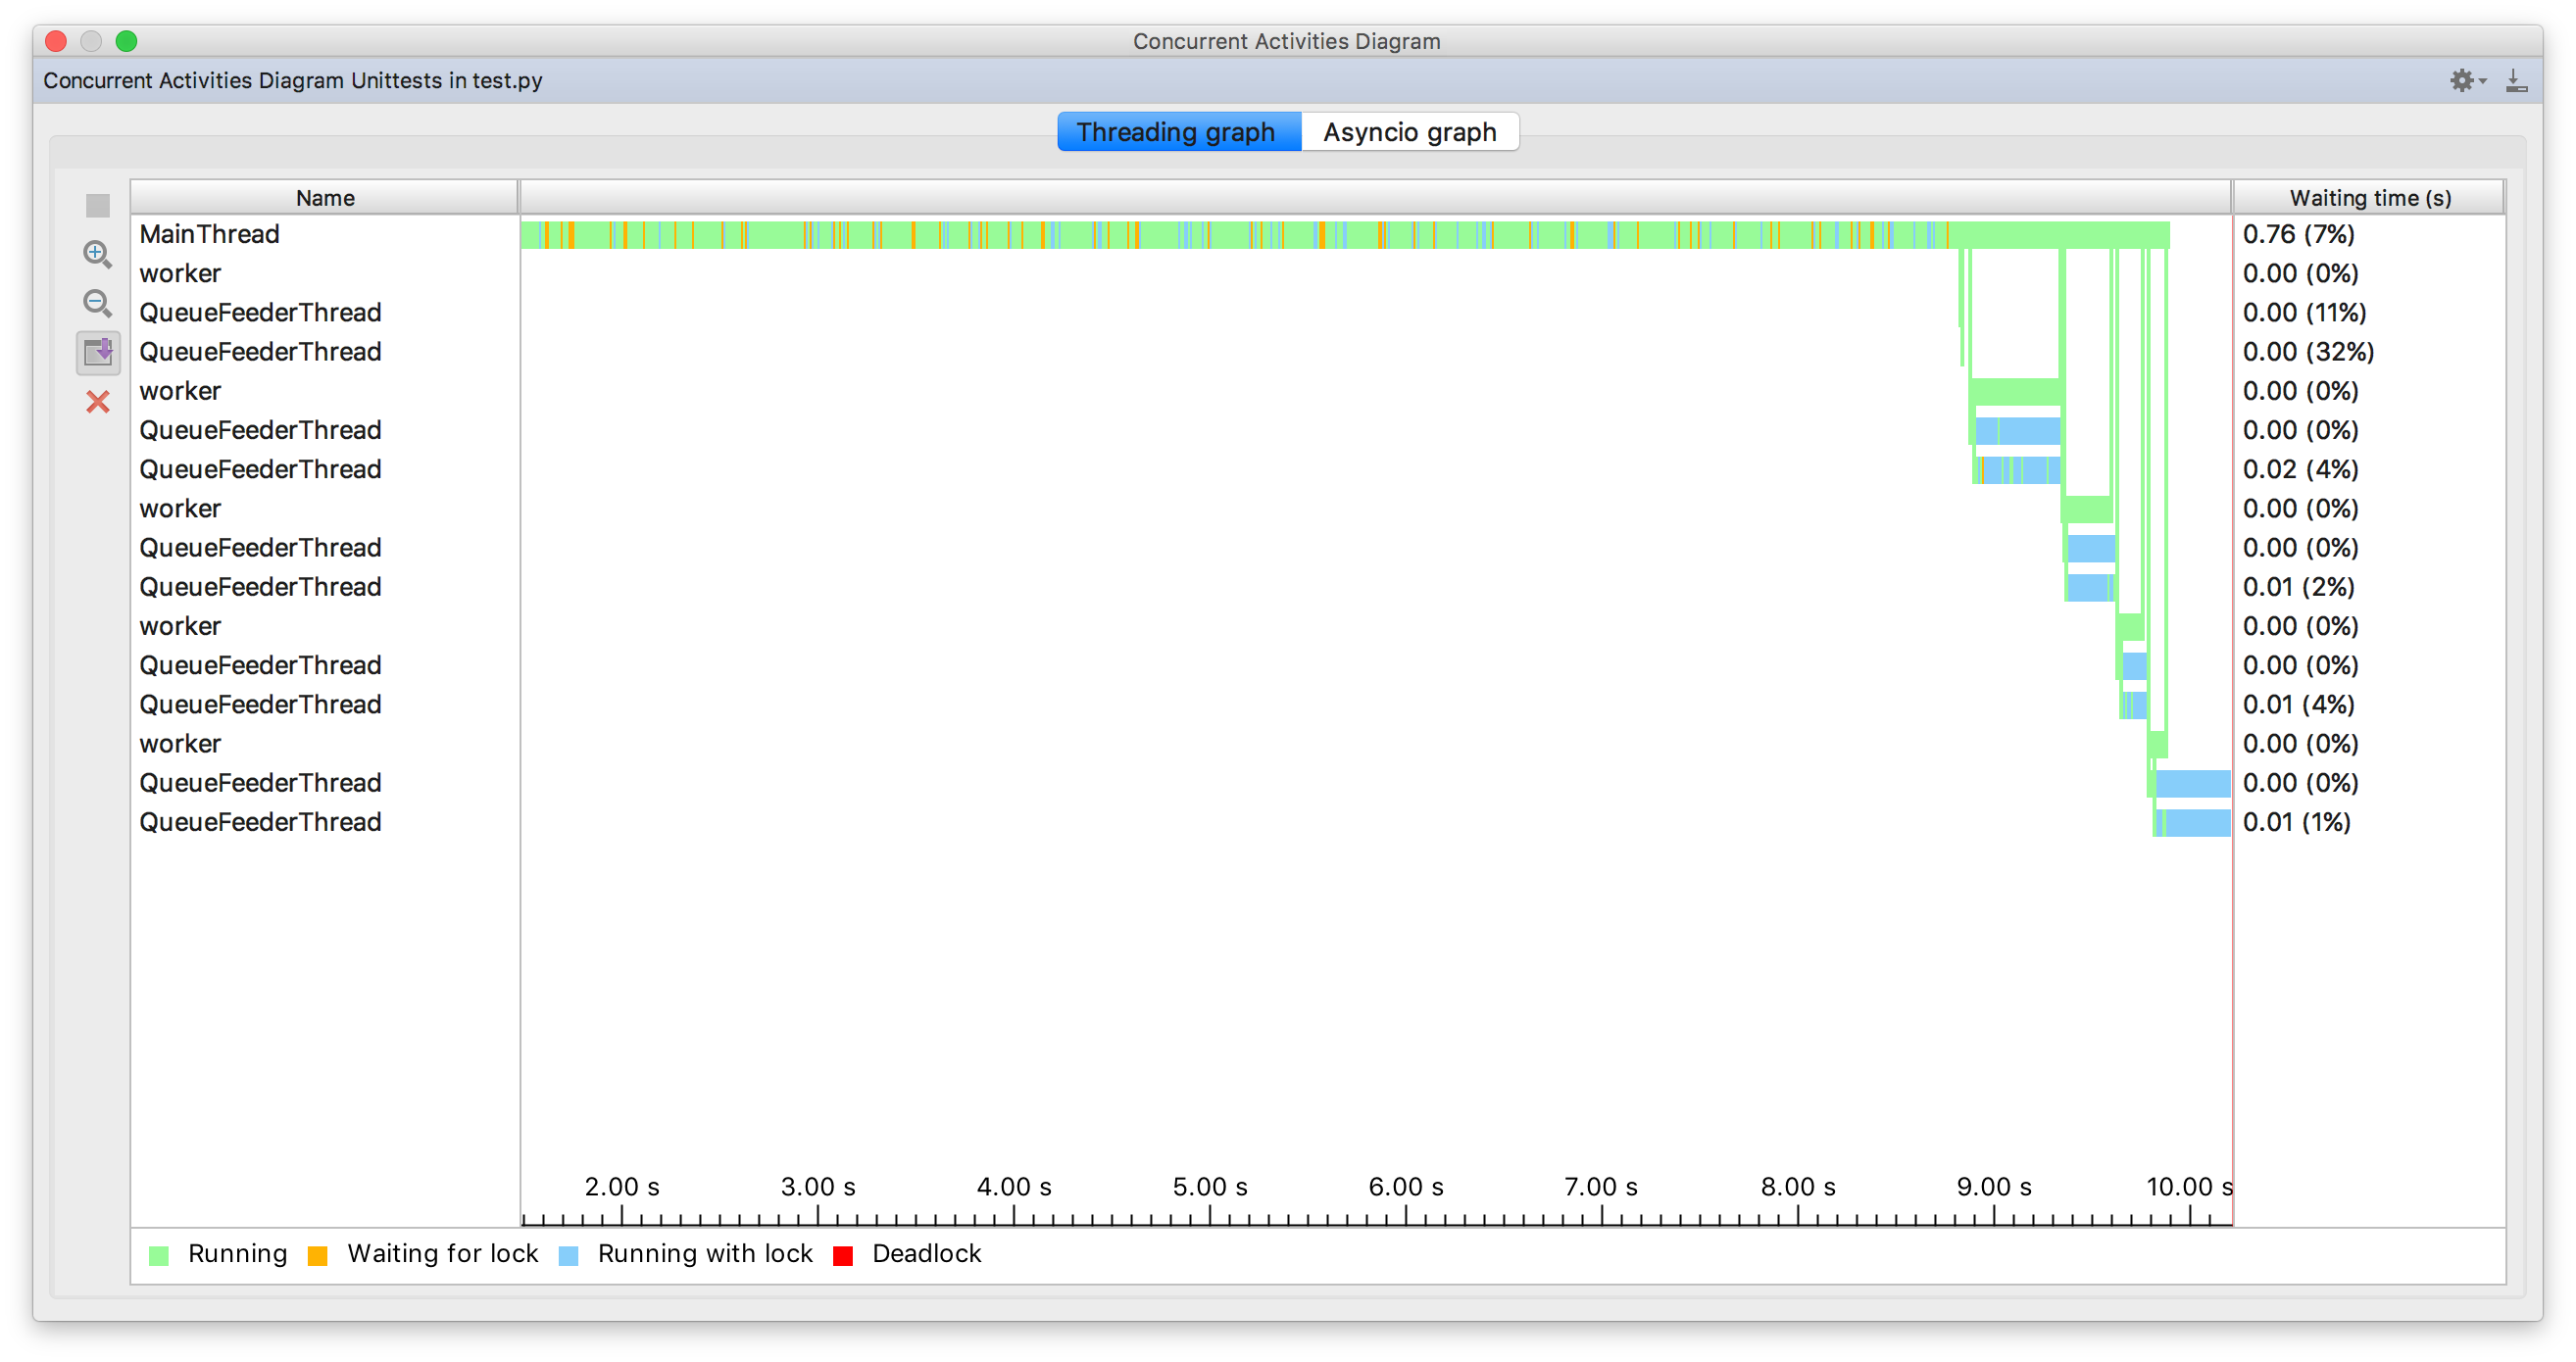 Concurrent Activities Diagram
Concurrent Activities Diagram Unittests in test.py
Threading graph Asyncio graph
Name Waiting time (s)
MainThread 0.76 (7%)
worker 0.00 (0%)
QueueFeederThread 0.00 (11%)
QueueFeederThread 0.00 (32%)
worker 0.00 (0%)
QueueFeederThread 0.00 (0%)
QueueFeederThread 0.02 (4%)
worker 0.00 (0%)
QueueFeederThread 0.00 (0%)
QueueFeederThread 0.01 (2%)
worker 0.00 (0%)
QueueFeederThread 0.00 (0%)
QueueFeederThread 0.01 (4%)
worker 0.00 (0%)
QueueFeederThread 0.00 (0%)
QueueFeederThread 0.01 (1%)
2.00 s 3.00 s 4.00 s 5.00 s 6.00 s 7.00 s 8.00 s 9.00 s 10.00 s
Running Waiting for lock Running with lock Deadlock